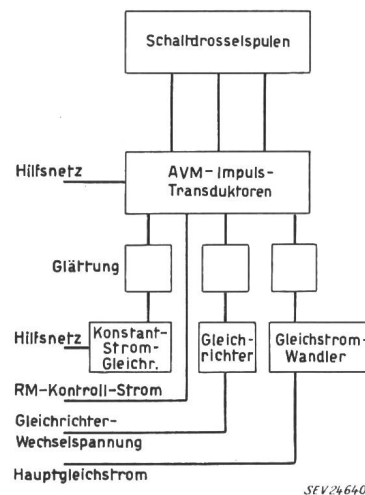 Schaltdrosselspulen
Hilfsnetz
AVM-Impuls-
Transduktoren
Glättung
Hilfsnetz
Konstant-
Strom-
Gleichr.
Gleich-
richter
Gleichstrom-
Wandler
RM-Kontroll-Strom
Gleichrichter-
Wechselspannung
Hauptgleichstrom
SEV24640